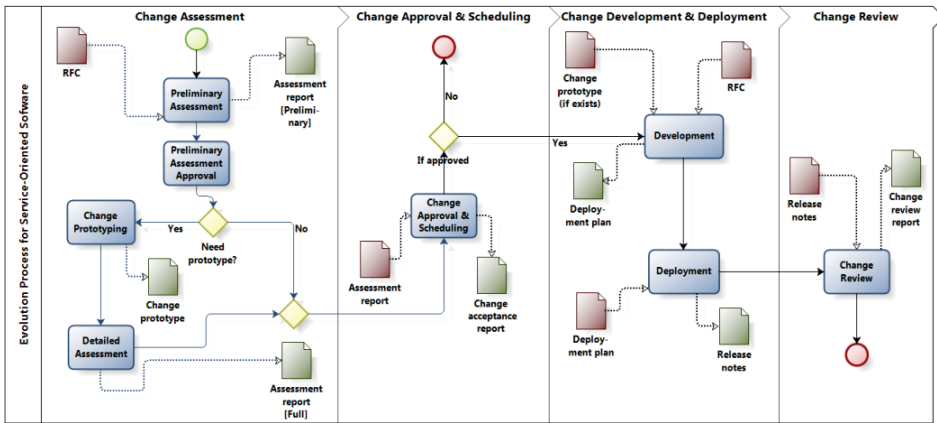 Evolution Process for Service-Oriented Sofware
Change Assessment
RFC
Assessment
report
[Prelimi-
nary]
Preliminary
Assessment
Preliminary
Assessment
Approval
Change
Prototyping
Yes
Need
prototype?
No
Change
prototype
Detailed
Assessment
Assessment
report
[Full]
Change Approval & Scheduling
No
If approved
Yes
Change
Approval &
Scheduling
Assessment
report
Change
acceptance
report
Change Development & Deployment
Change
prototype
(if exists)
RFC
Development
Deploy-
ment plan
Deployment
Deploy-
ment plan
Release
notes
Change Review
Release
notes
Change
review
report
Change
Review